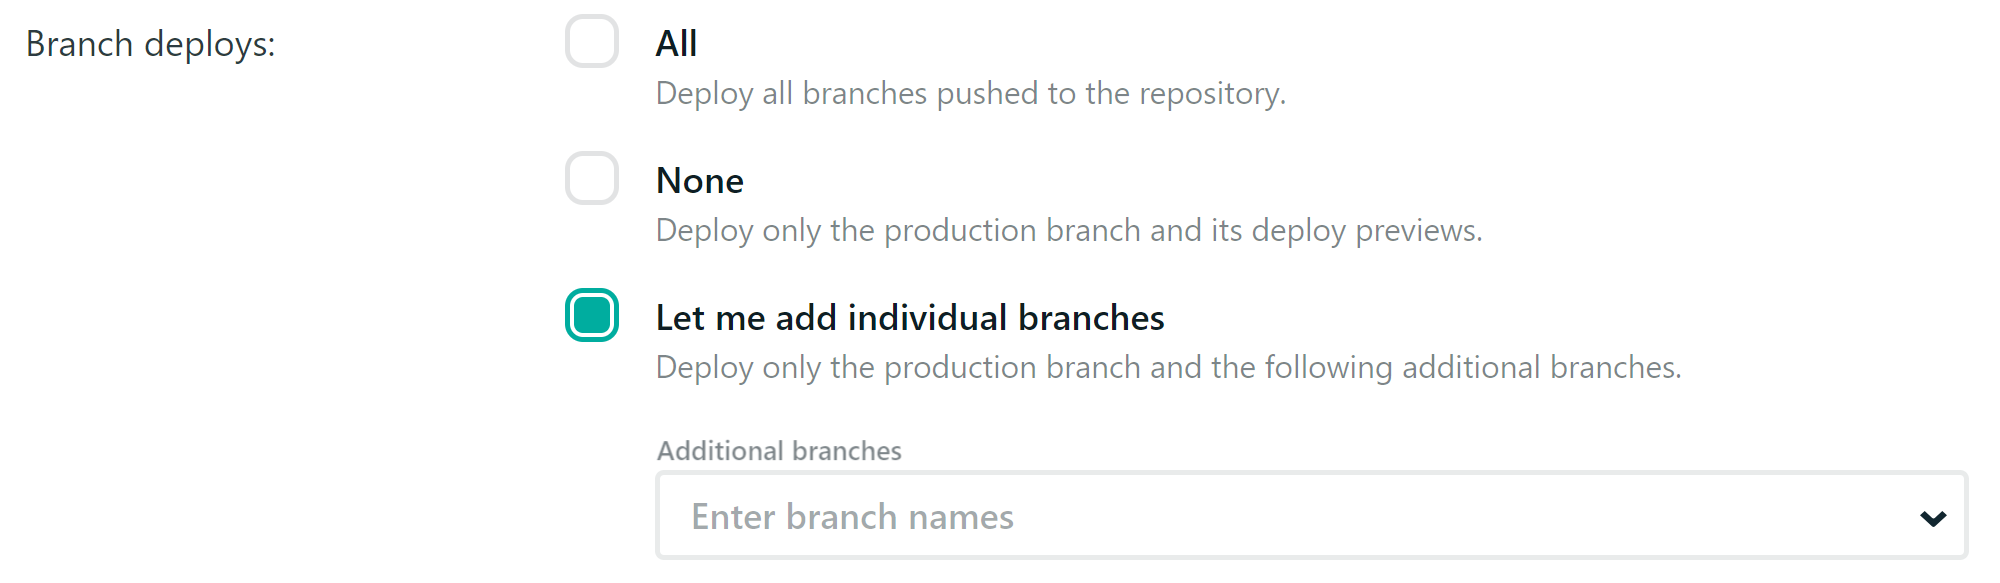 Branch deploys:
All
Deploy all branches pushed to the repository.
None
Deploy only the production branch and its deploy previews.
Let me add individual branches
Deploy only the production branch and the following additional branches.
Additional branches
Enter branch names